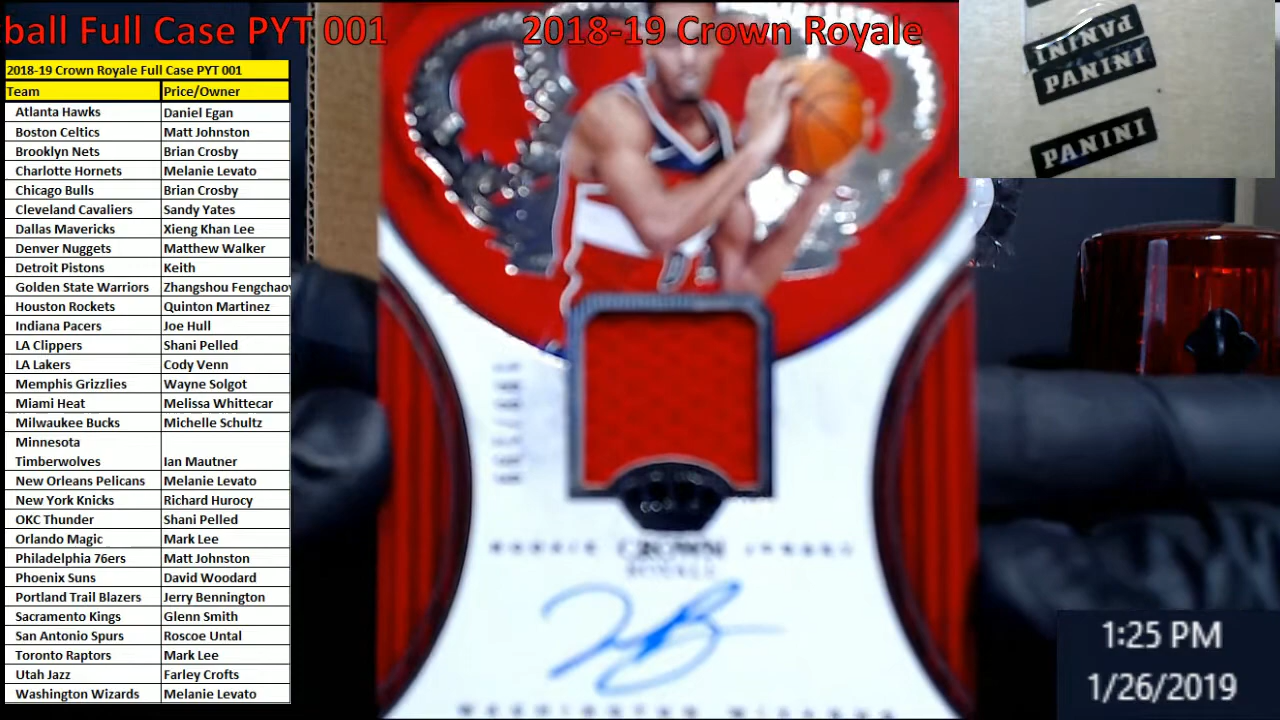 ball Full Case PYT 001
2018-19 Crown Royale
2018-19 Crown Royale Full Case PYT 001
Team Price/Owner
Atlanta Hawks Daniel Egan
Boston Celtics Matt Johnston
Brooklyn Nets Brian Crosby
Charlotte Hornets Melanie Levato
Chicago Bulls Brian Crosby
Cleveland Cavaliers Sandy Yates
Dallas Mavericks Xieng Khan Lee
Denver Nuggets Matthew Walker
Detroit Pistons Keith
Golden State Warriors Zhangshou Fengchaov
Houston Rockets Quinton Martinez
Indiana Pacers Joe Hull
LA Clippers Shani Pelled
LA Lakers Cody Venn
Memphis Grizzlies Wayne Solgot
Miami Heat Melissa Whittecar
Milwaukee Bucks Michelle Schultz
Minnesota
Timberwolves Ian Mautner
New Orleans Pelicans Melanie Levato
New York Knicks Richard Hurocy
OKC Thunder Shani Pelled
Orlando Magic Mark Lee
Philadelphia 76ers Matt Johnston
Phoenix Suns David Woodard
Portland Trail Blazers Jerry Bennington
Sacramento Kings Glenn Smith
San Antonio Spurs Roscoe Untal
Toronto Raptors Mark Lee
Utah Jazz Farley Crofts
Washington Wizards Melanie Levato
PANINI
PANINI
PANINI
ROOKIE CROWN JERSEY
ROYALE
WASHINGTON WIZARDS
1:25 PM
1/26/2019